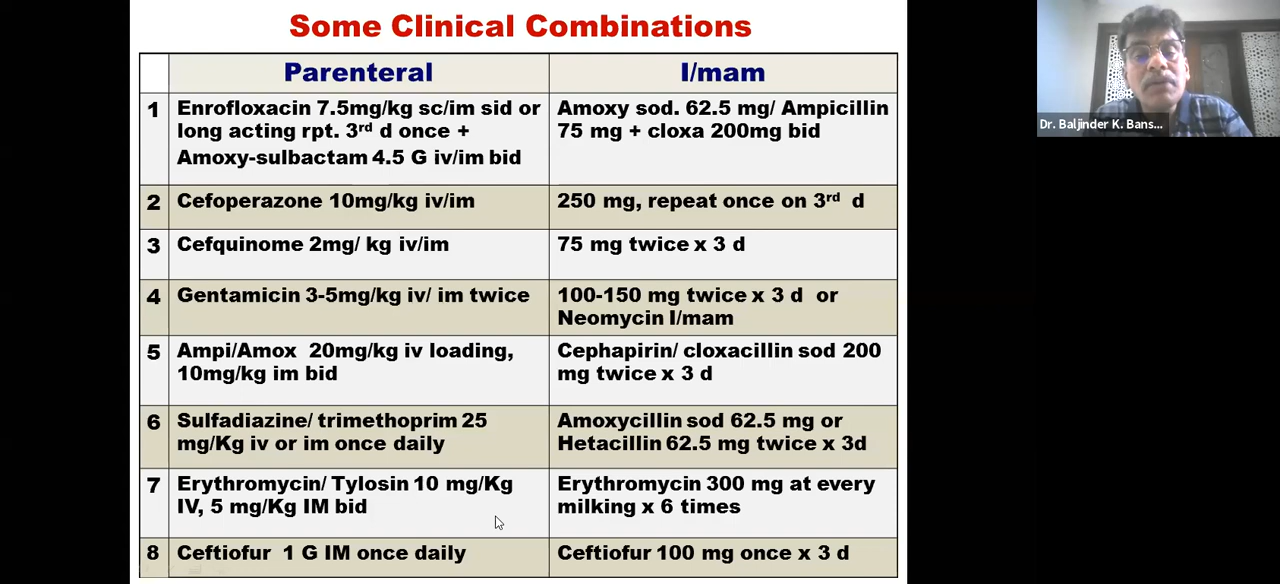 Some Clinical Combinations
Parenteral
I/mam
1
Enrofloxacin 7.5mg/kg sc/im sid or
long acting rpt. 3rd d once +
Amoxy-sulbactam 4.5 G iv/im bid
Amoxy sod. 62.5 mg/ Ampicillin
75 mg + cloxa 200mg bid
2
Cefoperazone 10mg/kg iv/im
250 mg, repeat once on 3rd d
3
Cefquinome 2mg/ kg iv/im
75 mg twice x 3 d
4
Gentamicin 3-5mg/kg iv/ im twice
100-150 mg twice x 3 d or
Neomycin I/mam
5
Ampi/Amox 20mg/kg iv loading,
10mg/kg im bid
Cephapirin/ cloxacillin sod 200
mg twice x 3 d
6
Sulfadiazine/ trimethoprim 25
mg/Kg iv or im once daily
Amoxycillin sod 62.5 mg or
Hetacillin 62.5 mg twice x 3d
7
Erythromycin/ Tylosin 10 mg/Kg
IV, 5 mg/Kg IM bid
Erythromycin 300 mg at every
milking x 6 times
8
Ceftiofur 1 G IM once daily
Ceftiofur 100 mg once x 3 d
Dr. Baljinder K. Bans...